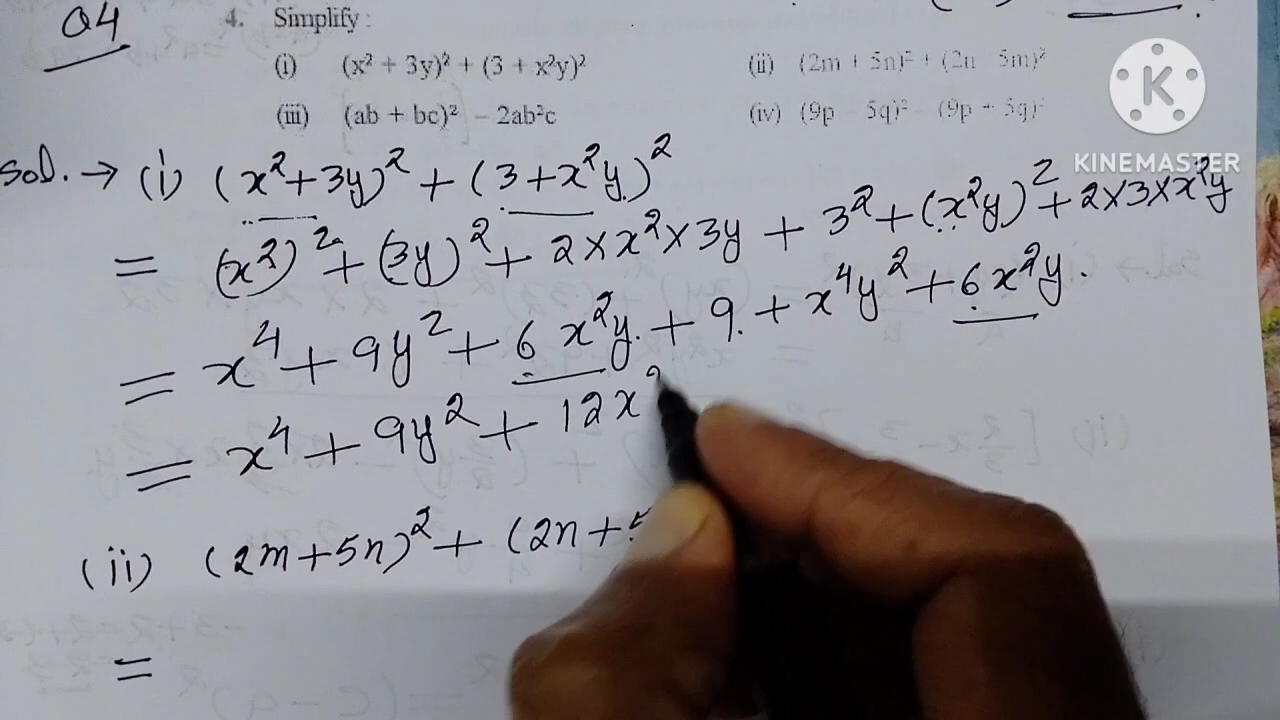 Q4
4. Simplify :
(i) (x² + 3y)² + (3 + x²y)²
(ii) (2m + 5n)² + (2n 5m)²
(iii) (ab + bc)² – 2ab²c
(iv) (9p 5q)² – (9p + 5q)²
KINEMASTER
Sol. → (i) (x²+3y)² + (3+x²y)²
= (x²)² + (3y)² + 2×x²×3y + 3² + (x²y)² + 2×3×x²y
= x⁴ + 9y² + 6x²y + 9 + x⁴y² + 6x²y.
= x⁴ + 9y² + 12x²
(ii) (2m+5n)² + (2n+5
=